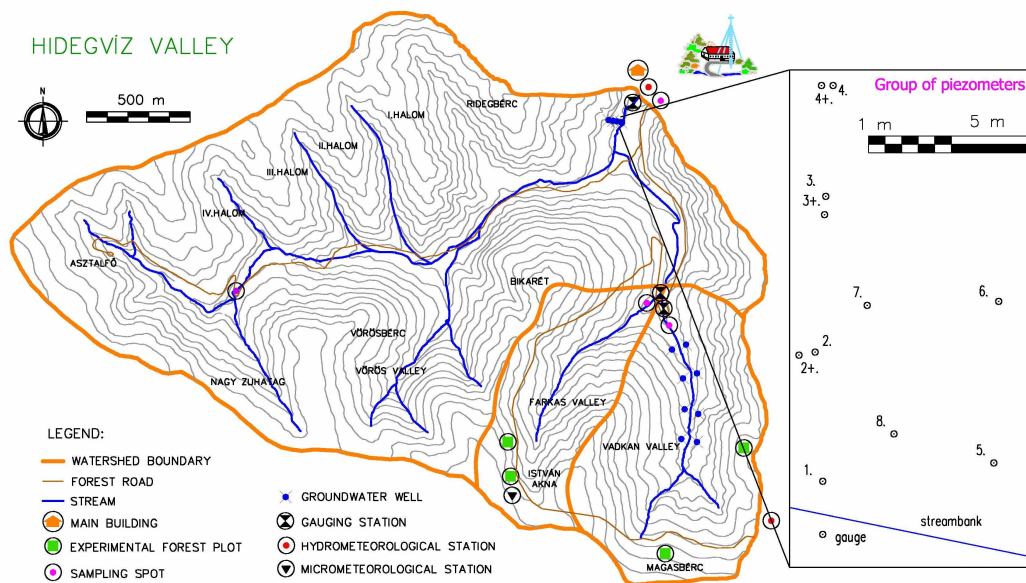 HIDEGVÍZ VALLEY
N
500 m
RIDEGBÉRC
I.HALOM
II.HALOM
III.HALOM
IV.HALOM
ASZTALFŐ
BIKARÉT
VÖRÖSBÉRC
VÖRÖS VALLEY
NAGY ZUHATAG
FARKAS VALLEY
VADKAN VALLEY
ISTVÁN
AKNA
MAGASBÉRC
LEGEND:
WATERSHED BOUNDARY
FOREST ROAD
STREAM
MAIN BUILDING
EXPERIMENTAL FOREST PLOT
SAMPLING SPOT
GROUNDWATER WELL
GAUGING STATION
HYDROMETEOROLOGICAL STATION
MICROMETEOROLOGICAL STATION
Group of piezometers
4.
4+.
1 m
5 m
3.
3+.
7.
6.
2.
2+.
8.
5.
1.
streambank
gauge